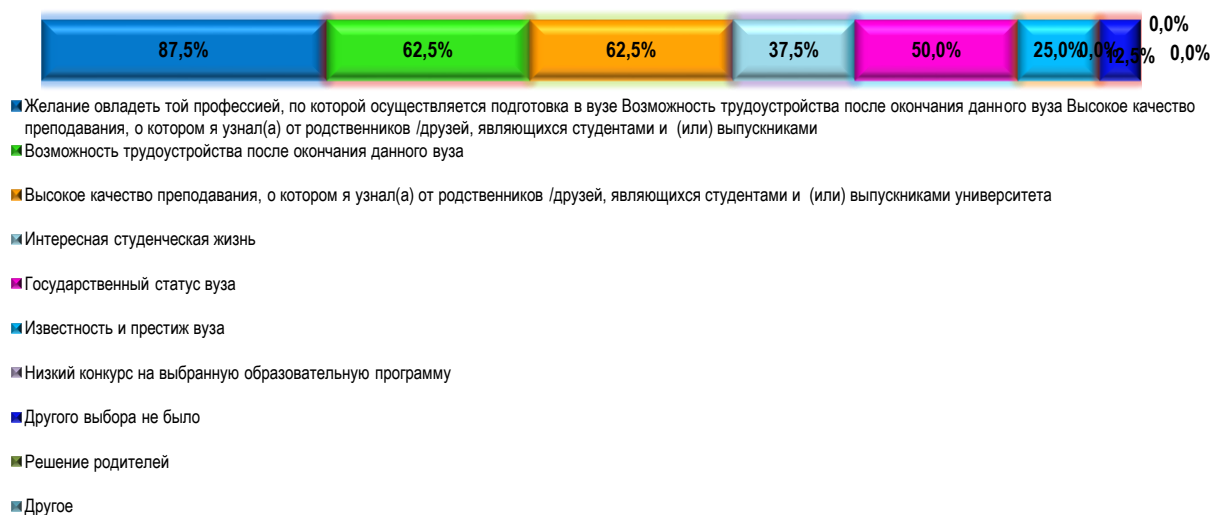 87,5% 62,5% 62,5% 37,5% 50,0% 25,0% 0,0% 12,5% 0,0% 0,0%
Желание овладеть той профессией, по которой осуществляется подготовка в вузе Возможность трудоустройства после окончания данного вуза Высокое качество
преподавания, о котором я узнал(а) от родственников /друзей, являющихся студентами и (или) выпускниками
Возможность трудоустройства после окончания данного вуза
Высокое качество преподавания, о котором я узнал(а) от родственников /друзей, являющихся студентами и (или) выпускниками университета
Интересная студенческая жизнь
Государственный статус вуза
Известность и престиж вуза
Низкий конкурс на выбранную образовательную программу
Другого выбора не было
Решение родителей
Другое